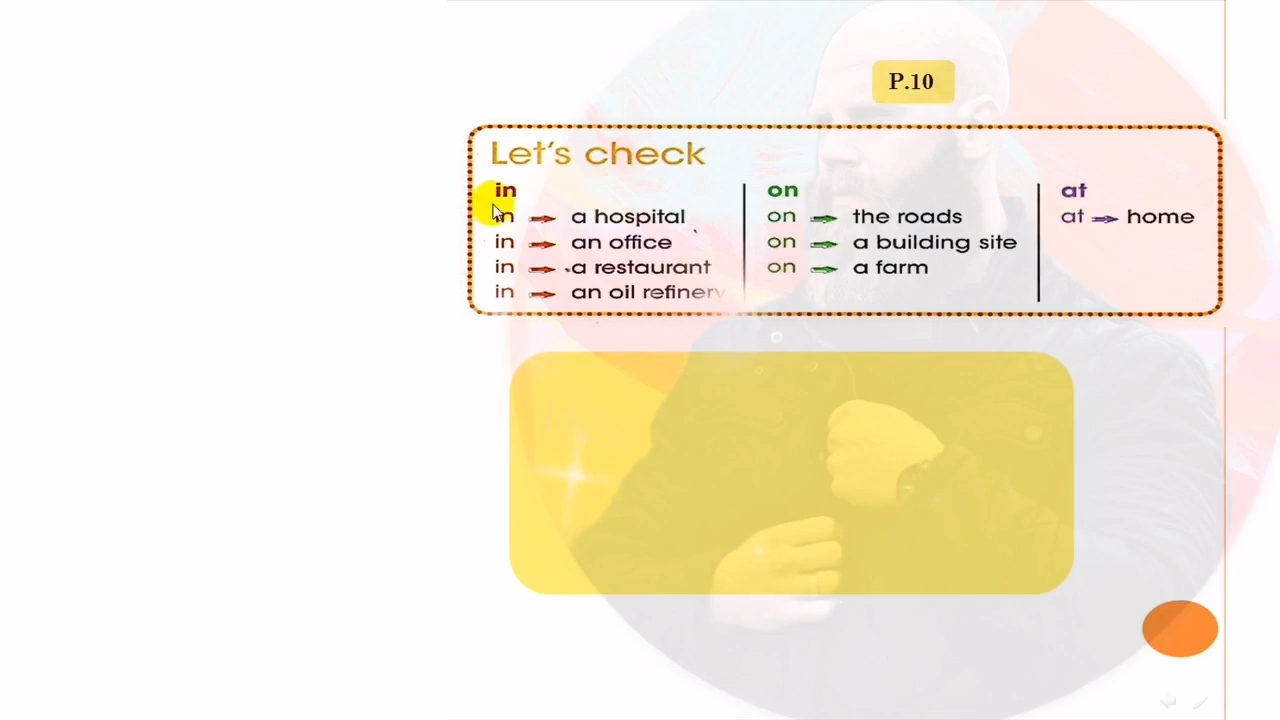 P.10
Let's check
in
in a hospital
in an office
in a restaurant
in an oil refinery
on
on the roads
on a building site
on a farm
at
at home